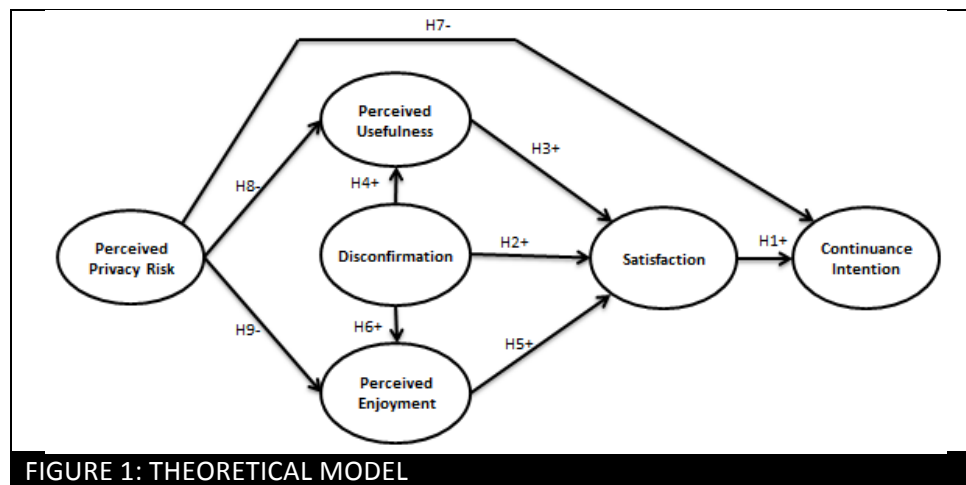 H7-
Perceived
Usefulness
H3+
H8-
H4+
Perceived
Privacy Risk
Disconfirmation
H2+
Satisfaction
H1+
Continuance
Intention
H9-
H6+
H5+
Perceived
Enjoyment
FIGURE 1: THEORETICAL MODEL